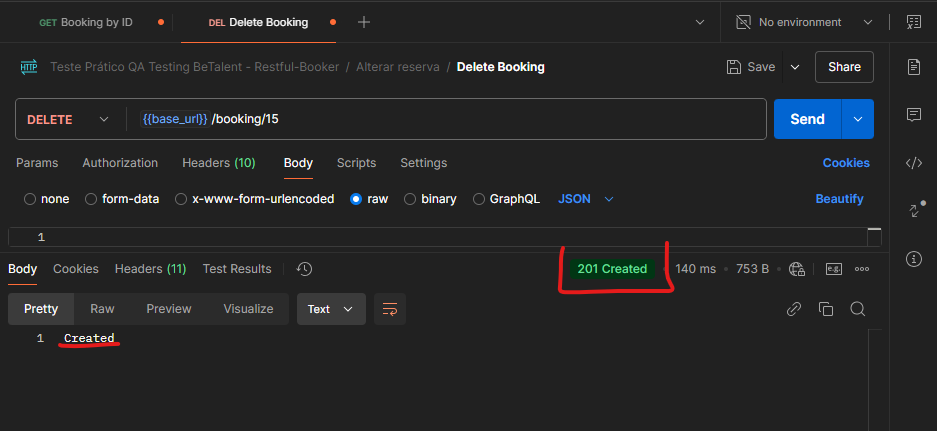 GET Booking by ID DEL Delete Booking No environment
HTTP Teste Prático QA Testing BeTalent - Restful-Booker / Alterar reserva / Delete Booking Save Share
DELETE {{base_url}} /booking/15 Send
Params Authorization Headers (10) Body Scripts Settings Cookies
none form-data x-www-form-urlencoded raw binary GraphQL JSON Beautify
1
Body Cookies Headers (11) Test Results 201 Created • 140 ms • 753 B e.g.
Pretty Raw Preview Visualize Text
1 Created